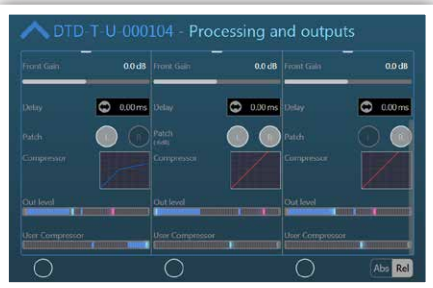 DTD-T-U-000104 - Processing and outputs
Front Gain 0.0 dB Front Gain 0.0 dB Front Gain 0.0 dB
Delay 0.00 ms Delay 0.00 ms Delay 0.00 ms
Patch L R Patch L R Patch L R
(-6dB)
Compressor Compressor Compressor
Out level Out level Out level
User Compressor User Compressor User Compressor
Abs Rel